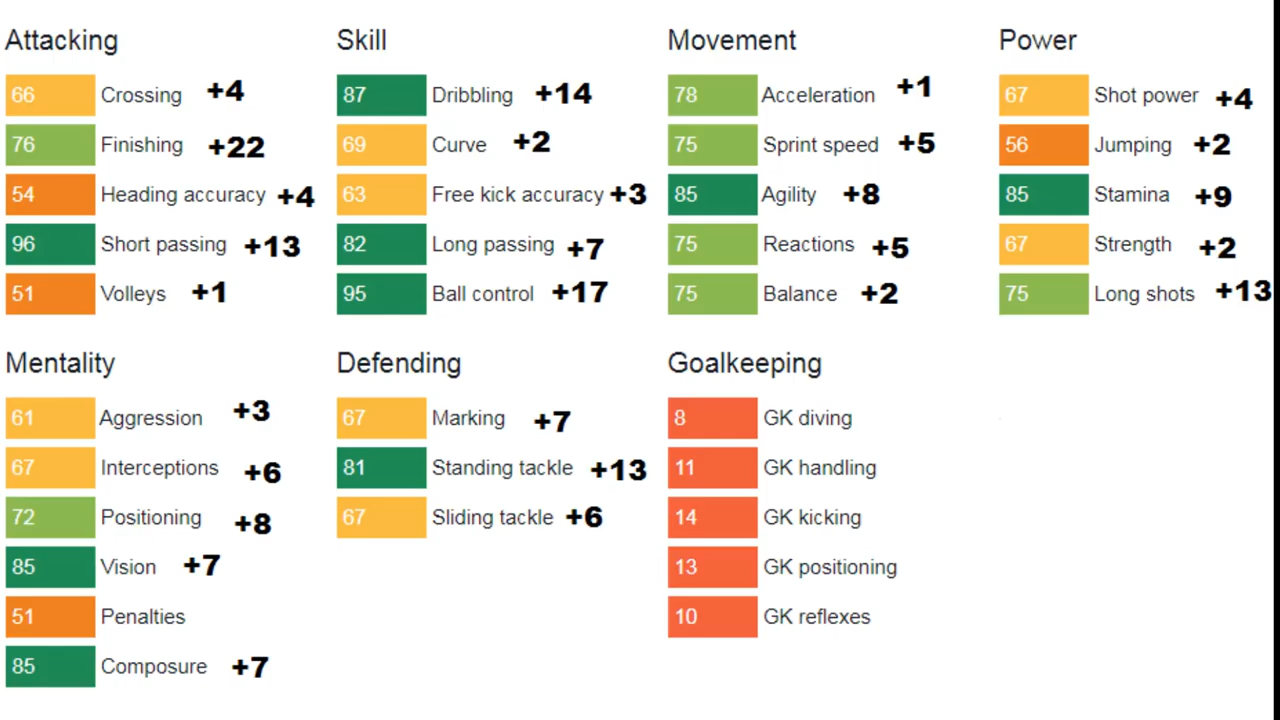 Attacking
66 Crossing +4
76 Finishing +22
54 Heading accuracy +4
96 Short passing +13
51 Volleys +1
Skill
87 Dribbling +14
69 Curve +2
63 Free kick accuracy +3
82 Long passing +7
95 Ball control +17
Movement
78 Acceleration +1
75 Sprint speed +5
85 Agility +8
75 Reactions +5
75 Balance +2
Power
67 Shot power +4
56 Jumping +2
85 Stamina +9
67 Strength +2
75 Long shots +13
Mentality
61 Aggression +3
67 Interceptions +6
72 Positioning +8
85 Vision +7
51 Penalties
85 Composure +7
Defending
67 Marking +7
81 Standing tackle +13
67 Sliding tackle +6
Goalkeeping
8 GK diving
11 GK handling
14 GK kicking
13 GK positioning
10 GK reflexes